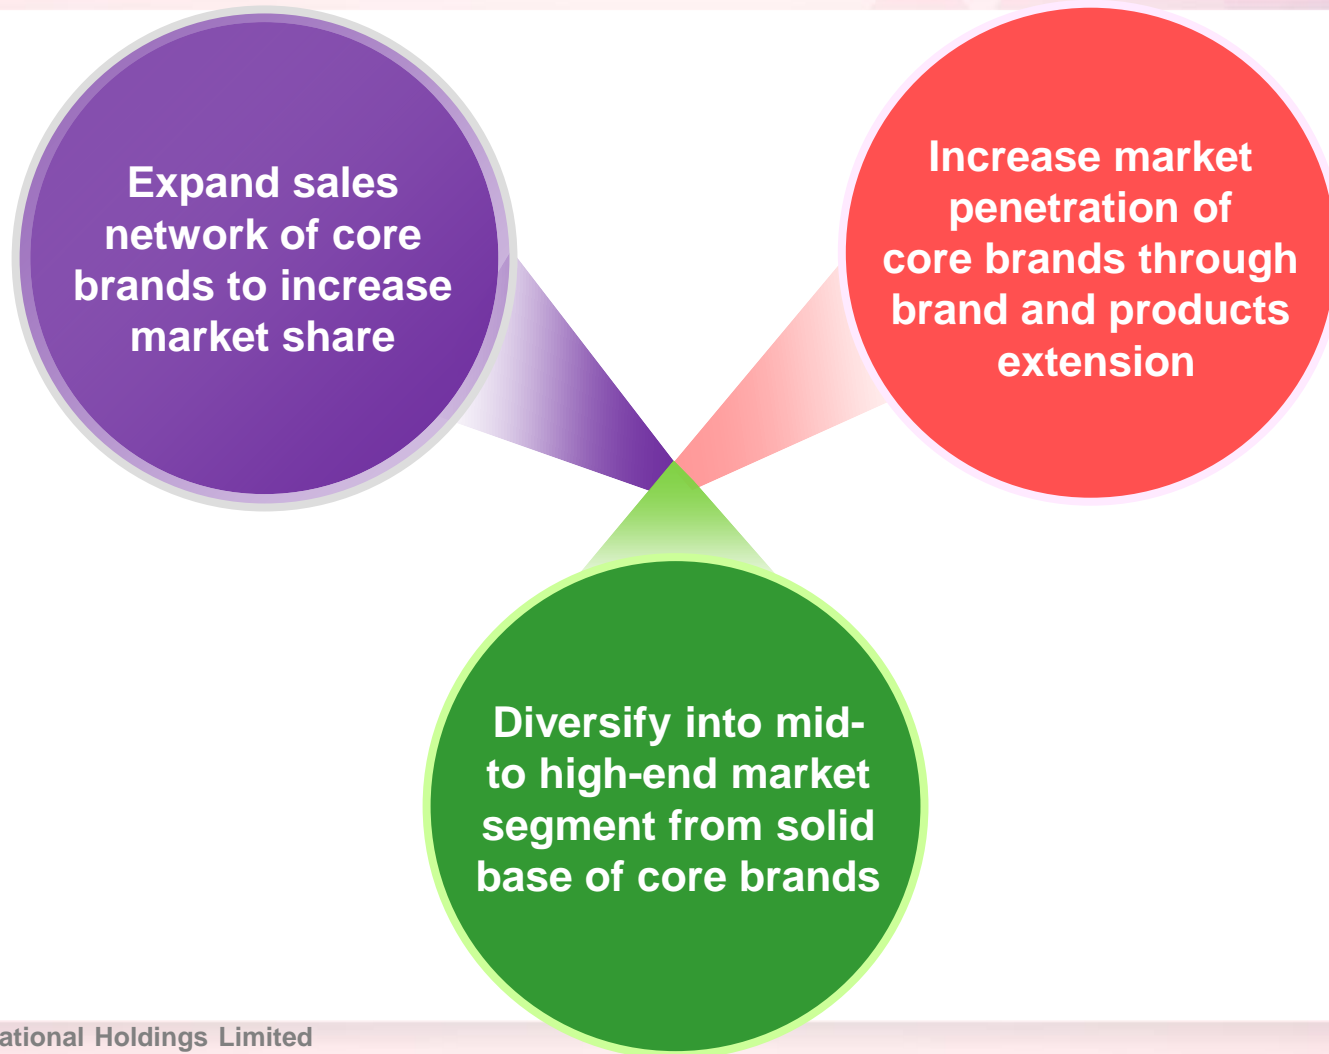 Expand sales
network of core
brands to increase
market share
Increase market
penetration of
core brands through
brand and products
extension
Diversify into mid-
to high-end market
segment from solid
base of core brands
Holdings Limited